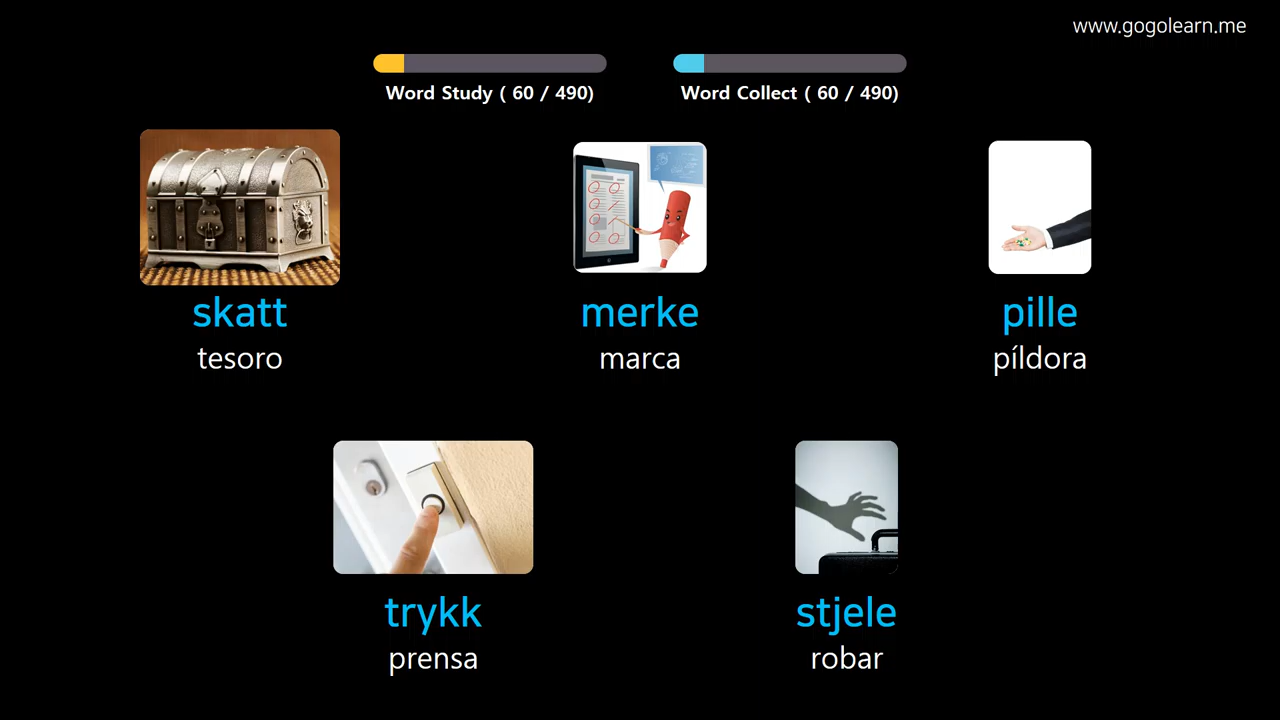 www.gogolearn.me
Word Study ( 60 / 490)
Word Collect ( 60 / 490)
skatt
tesoro
merke
marca
pille
píldora
trykk
prensa
stjele
robar